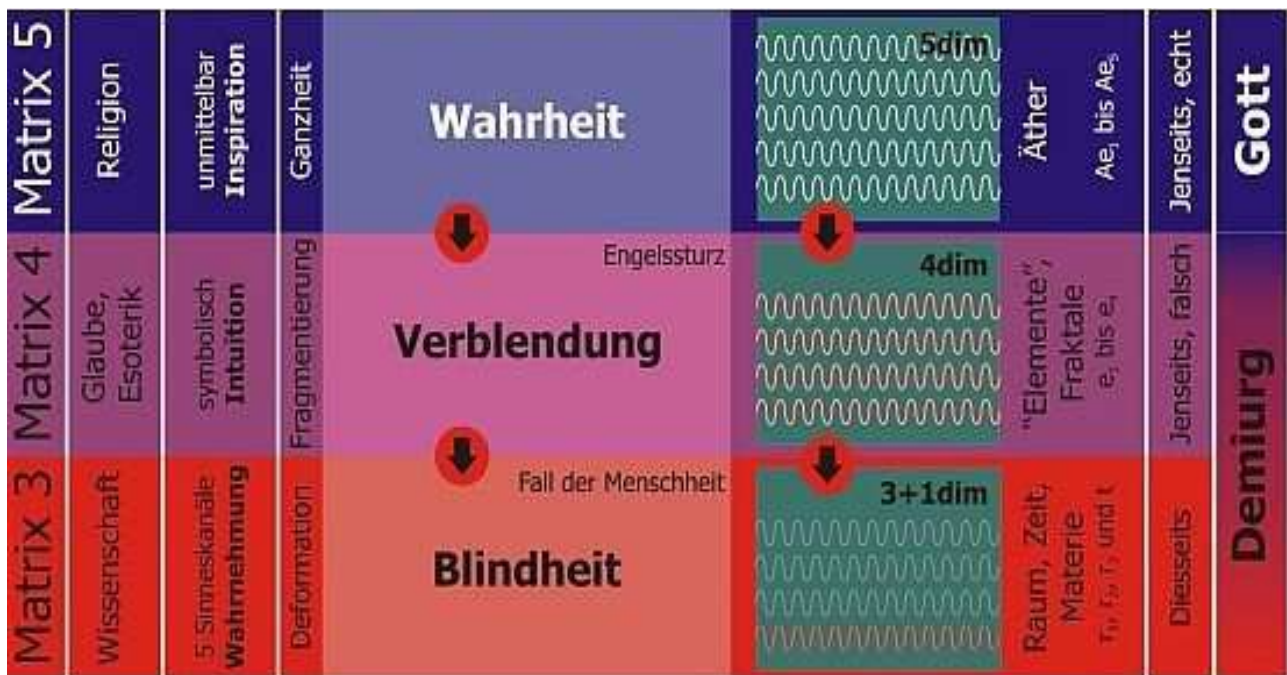 Matrix 5
Religion
unmittelbar
Inspiration
Ganzheit
Wahrheit
5dim
Äther
Ae₁ bis Ae₅
Jenseits, echt
Gott
Matrix 4
Glaube,
Esoterik
symbolisch
Intuition
Fragmentierung
Engelssturz
Verblendung
4dim
"Elemente",
Fraktale
e₁ bis e₄
Jenseits, falsch
Demiurg
Matrix 3
Wissenschaft
5 Sinneskanäle
Wahrnehmung
Deformation
Fall der Menschheit
Blindheit
3+1dim
Raum, Zeit,
Materie
r₁, r₂, r₃ und t
Diesseits